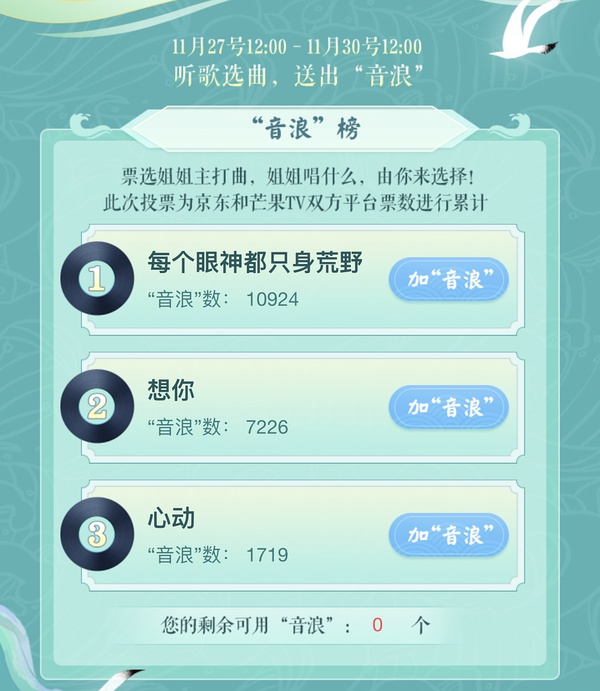 11月27号12:00 - 11月30号12:00
听歌选曲，送出“音浪”
“音浪”榜
票选姐姐主打曲，姐姐唱什么，由你来选择！
此次投票为京东和芒果TV双方平台票数进行累计
1
每个眼神都只身荒野
“音浪”数： 10924
加“音浪”
2
想你
“音浪”数： 7226
加“音浪”
3
心动
“音浪”数： 1719
加“音浪”
您的剩余可用“音浪”： 0 个